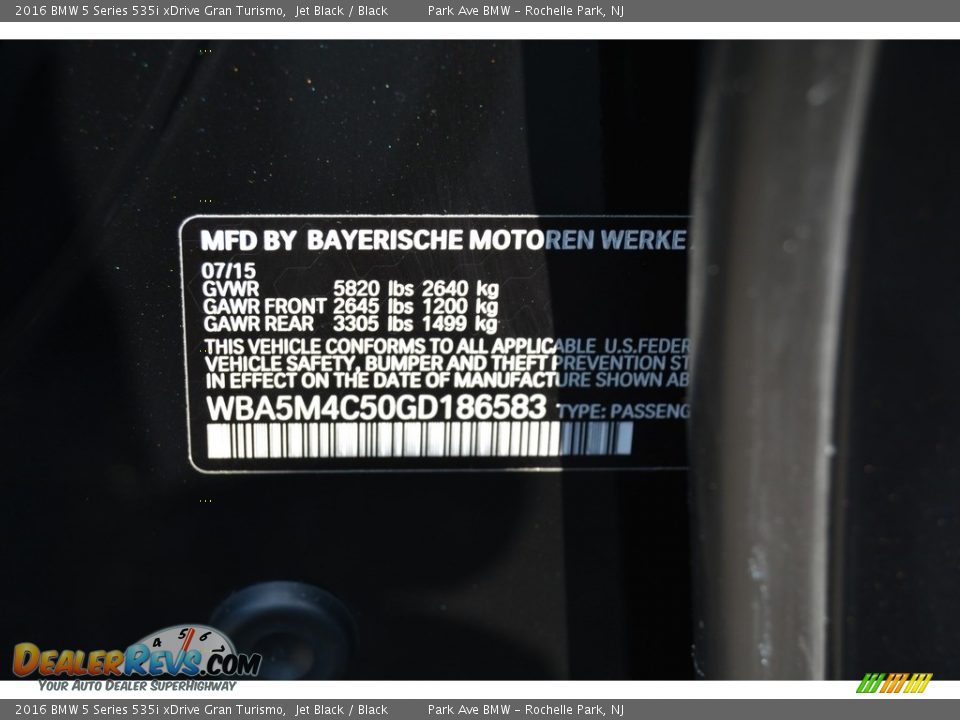 2016 BMW 5 Series 535i xDrive Gran Turismo, Jet Black / Black Park Ave BMW - Rochelle Park, NJ
MFD BY BAYERISCHE MOTOREN WERKE
07/15
GVWR 5820 lbs 2640 kg
GAWR FRONT 2645 lbs 1200 kg
GAWR REAR 3305 lbs 1499 kg
THIS VEHICLE CONFORMS TO ALL APPLICABLE U.S.FEDER
VEHICLE SAFETY, BUMPER AND THEFT PREVENTION ST
IN EFFECT ON THE DATE OF MANUFACTURE SHOWN AB
WBA5M4C50GD186583 TYPE: PASSENG
4 5 6
DEALERREVS.COM
YOUR AUTO DEALER SUPERHIGHWAY
2016 BMW 5 Series 535i xDrive Gran Turismo, Jet Black / Black Park Ave BMW - Rochelle Park, NJ